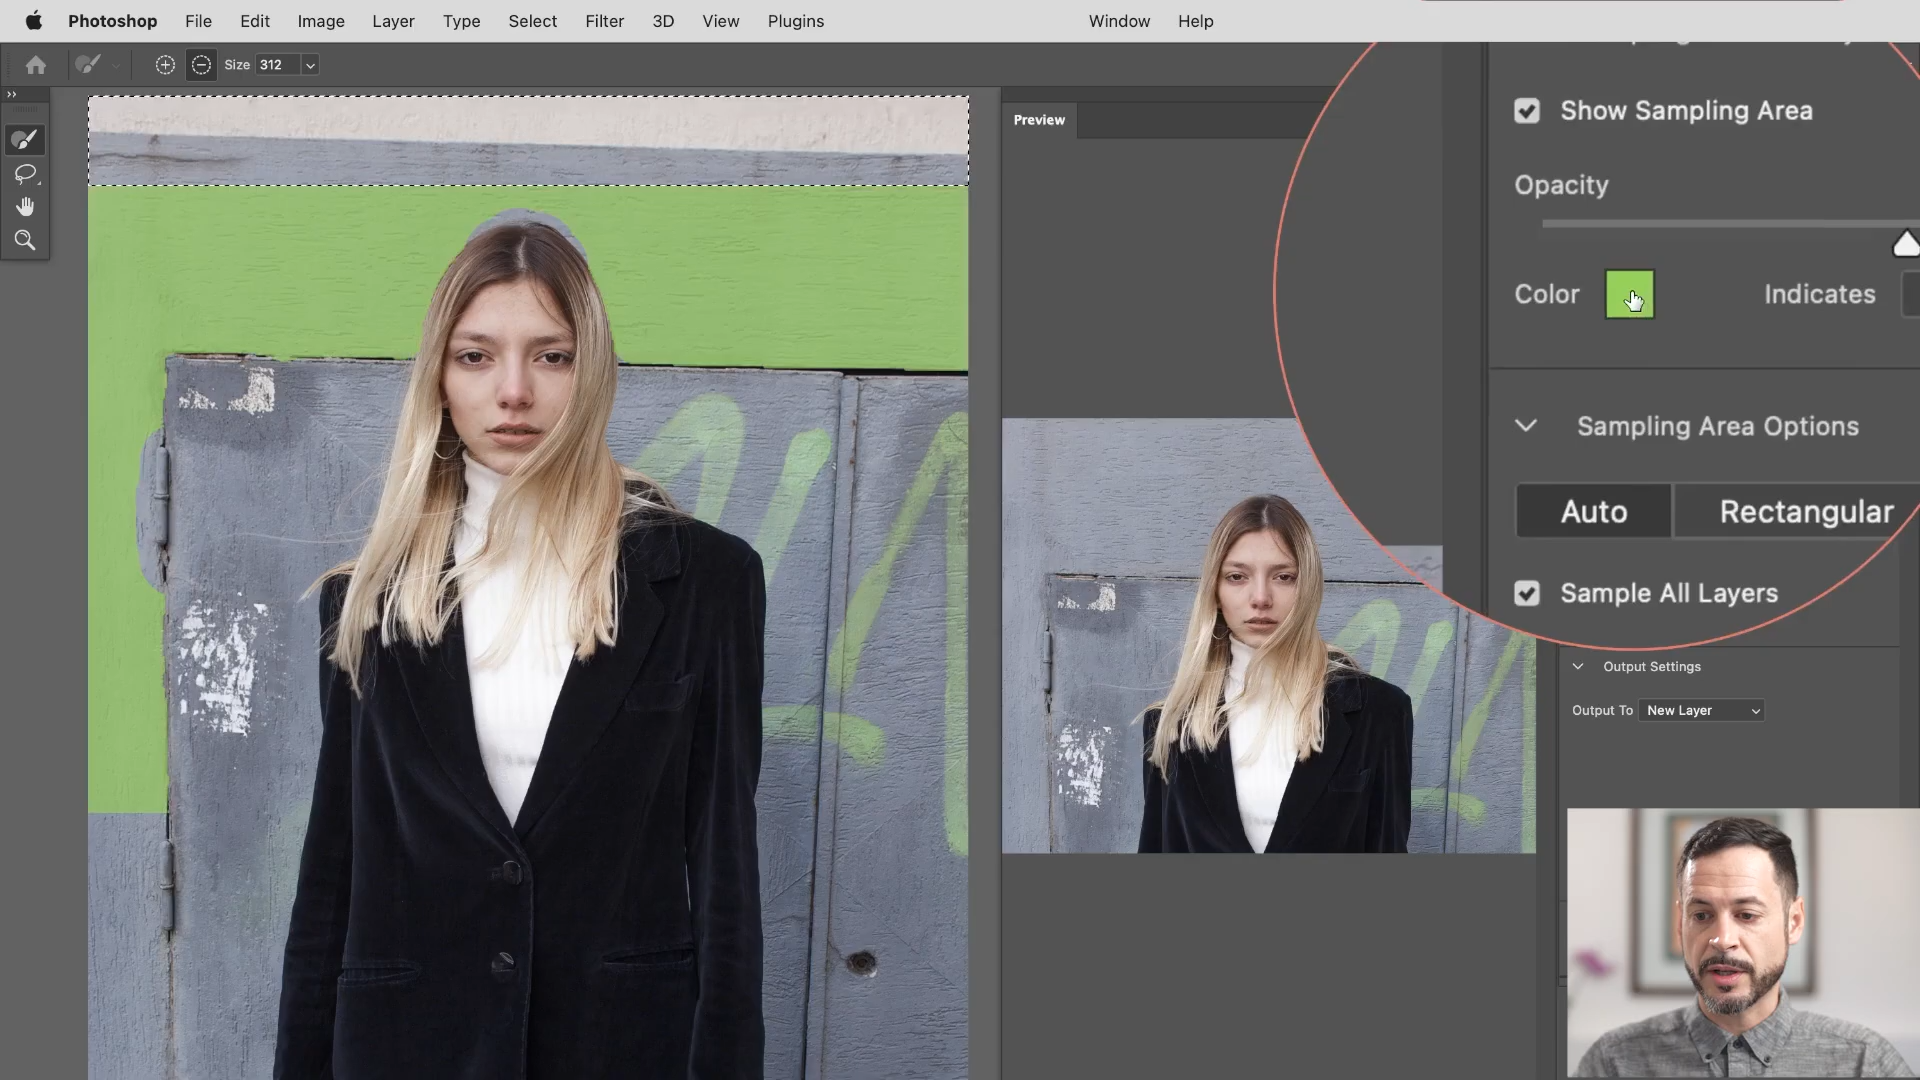 Photoshop File Edit Image Layer Type Select Filter 3D View Plugins Window Help
Size 312
Preview
Show Sampling Area
Opacity
Color Indicates
Sampling Area Options
Auto Rectangular
Sample All Layers
Output Settings
Output To New Layer